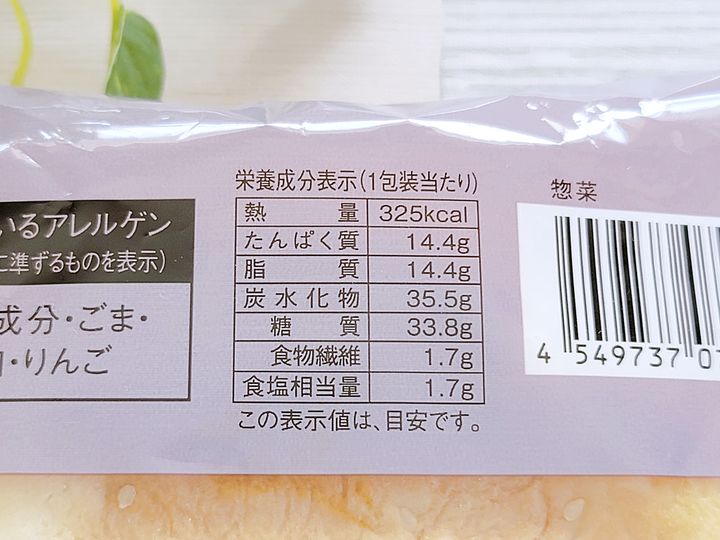 いるアレルゲン
に準ずるものを表示)
成分・ごま・
・りんご
栄養成分表示(1包装当たり)
熱量 325kcal
たんぱく質 14.4g
脂質 14.4g
炭水化物 35.5g
糖質 33.8g
食物繊維 1.7g
食塩相当量 1.7g
この表示値は、目安です。
惣菜
4 549737 0